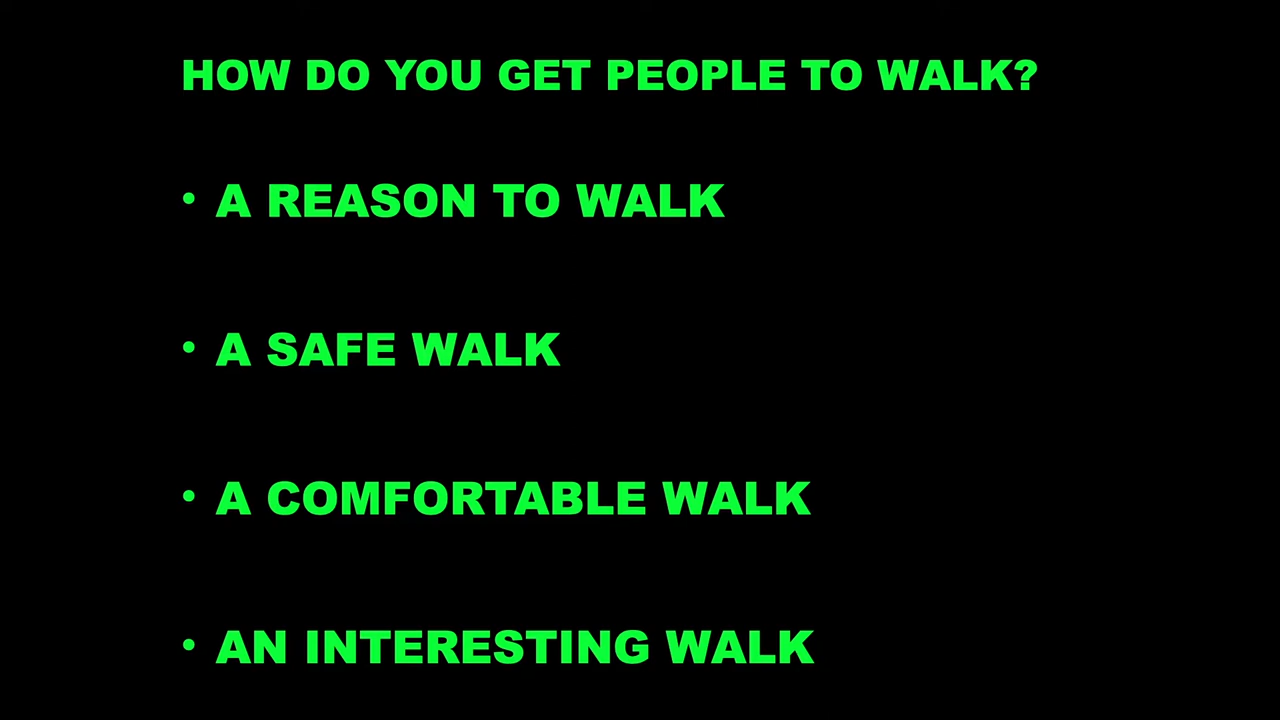 HOW DO YOU GET PEOPLE TO WALK?
• A REASON TO WALK
• A SAFE WALK
• A COMFORTABLE WALK
• AN INTERESTING WALK